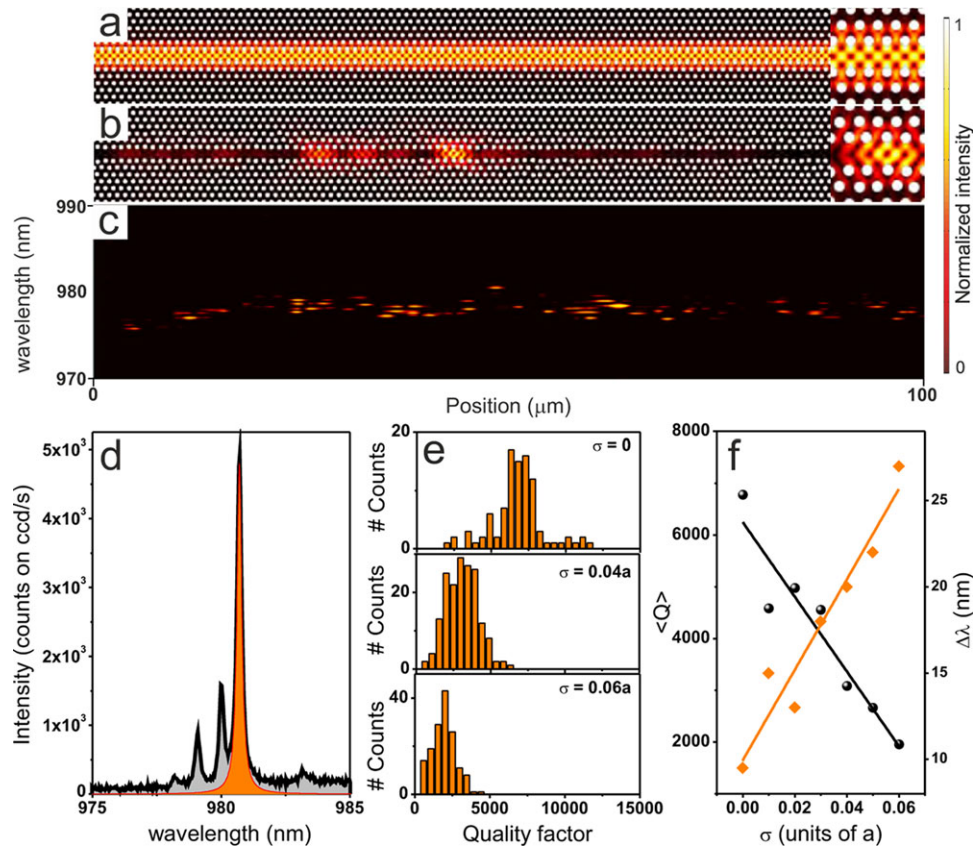 a
b
c
1
Normalized intensity
0
990
980
970
wavelength (nm)
0
100
Position (μm)
d
5x10³
4x10³
3x10³
2x10³
1x10³
0
Intensity (counts on ccd/s)
975
980
985
wavelength (nm)
e
20
0
# Counts
σ = 0
20
0
# Counts
σ = 0.04a
40
0
# Counts
σ = 0.06a
0
5000
10000
15000
Quality factor
f
8000
6000
4000
2000
<Q>
25
20
15
10
Δλ (nm)
0.00
0.02
0.04
0.06
σ (units of a)